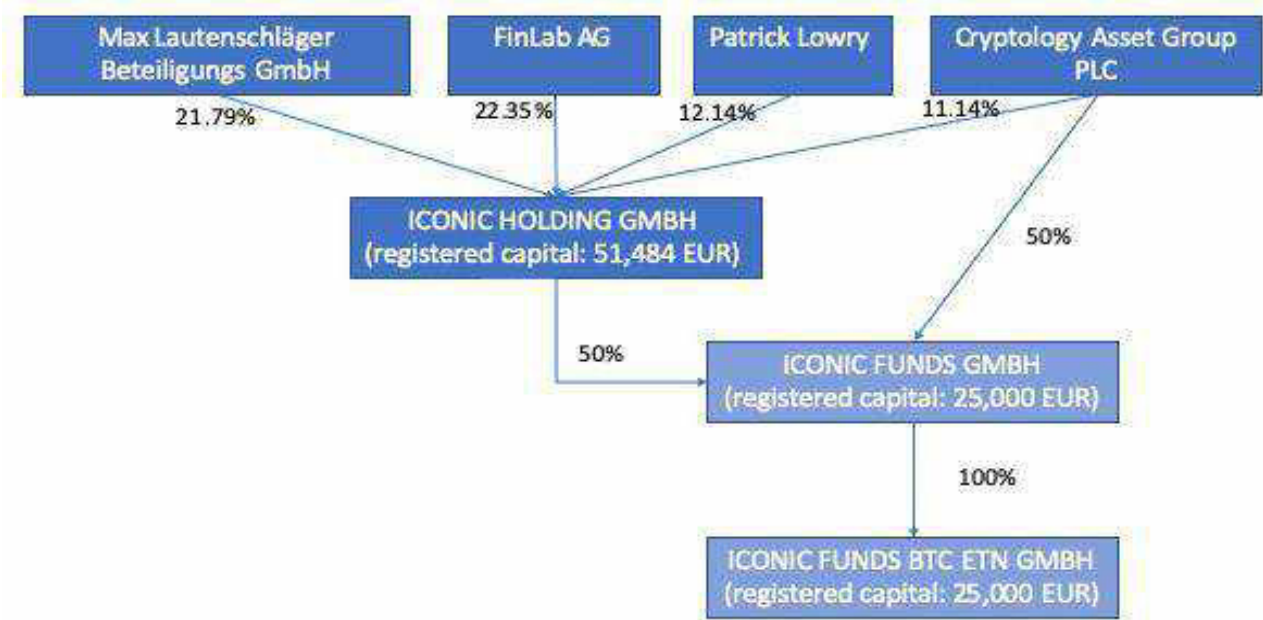 Max Lautenschläger
Beteiligungs GmbH
FinLab AG
Patrick Lowry
Cryptology Asset Group
PLC
21.79%
22.35%
12.14%
11.14%
ICONIC HOLDING GMBH
(registered capital: 51,484 EUR)
50%
50%
ICONIC FUNDS GMBH
(registered capital: 25,000 EUR)
100%
ICONIC FUNDS BTC ETN GMBH
(registered capital: 25,000 EUR)